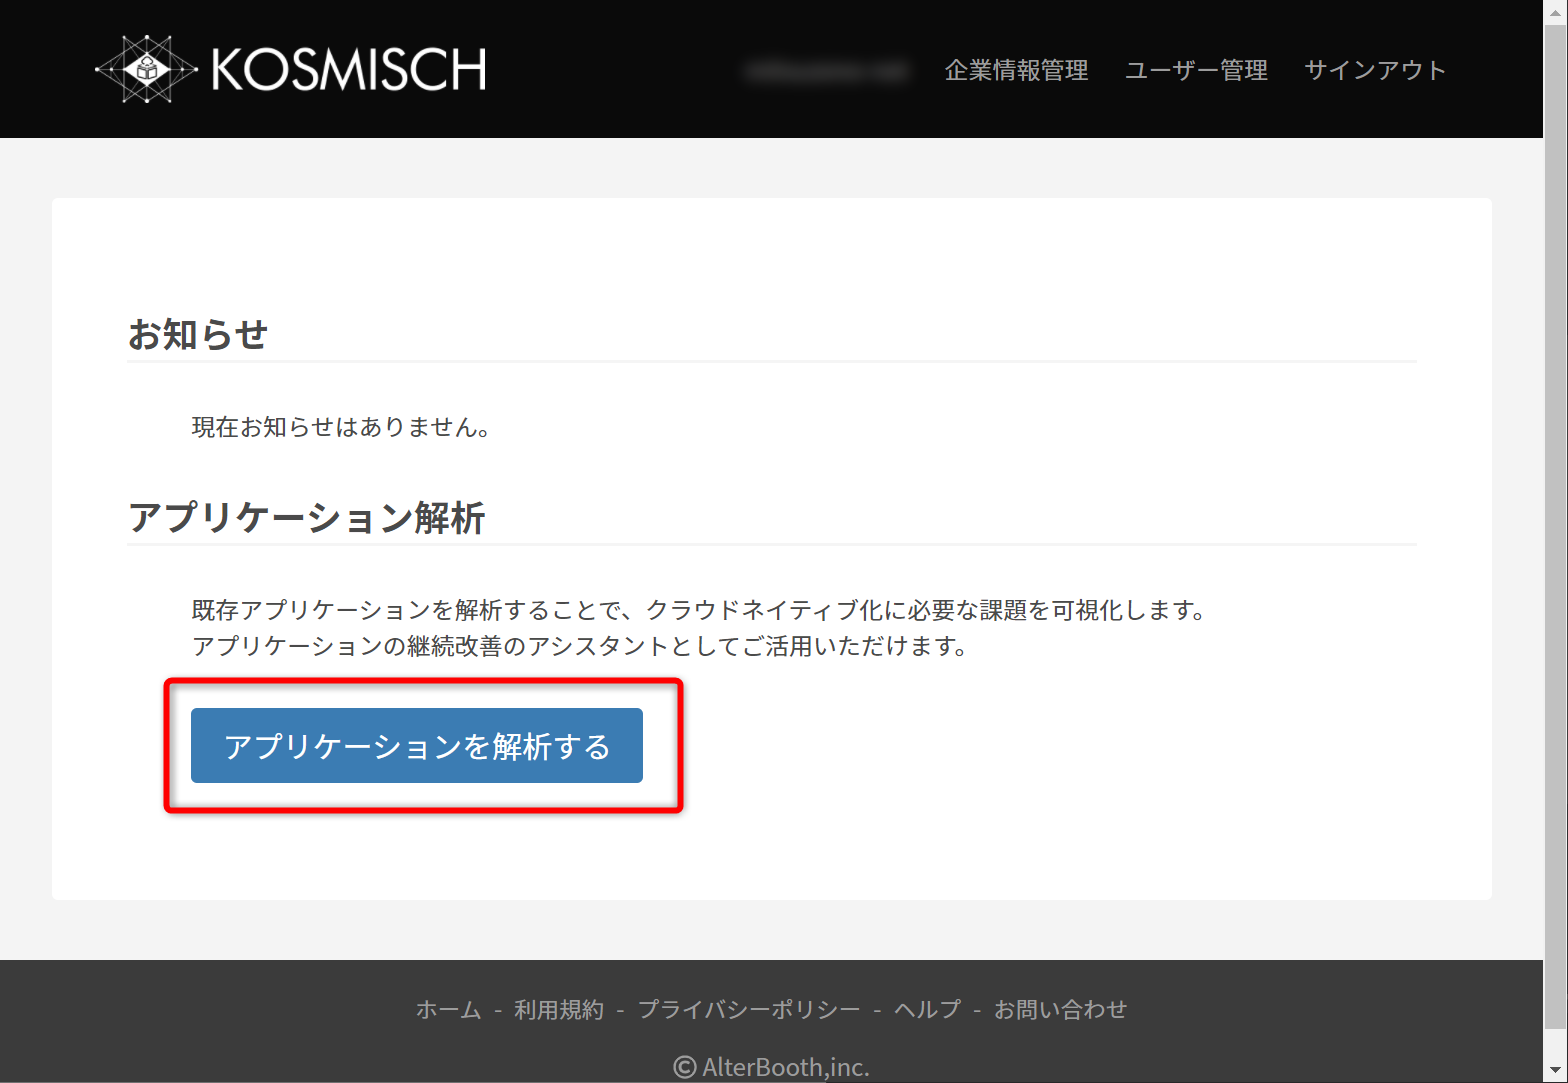 KOSMISCH
企業情報管理 ユーザー管理 サインアウト
お知らせ
現在お知らせはありません。
アプリケーション解析
既存アプリケーションを解析することで、クラウドネイティブ化に必要な課題を可視化します。
アプリケーションの継続改善のアシスタントとしてご活用いただけます。
アプリケーションを解析する
ホーム - 利用規約 - プライバシーポリシー - ヘルプ - お問い合わせ
© AlterBooth,inc.